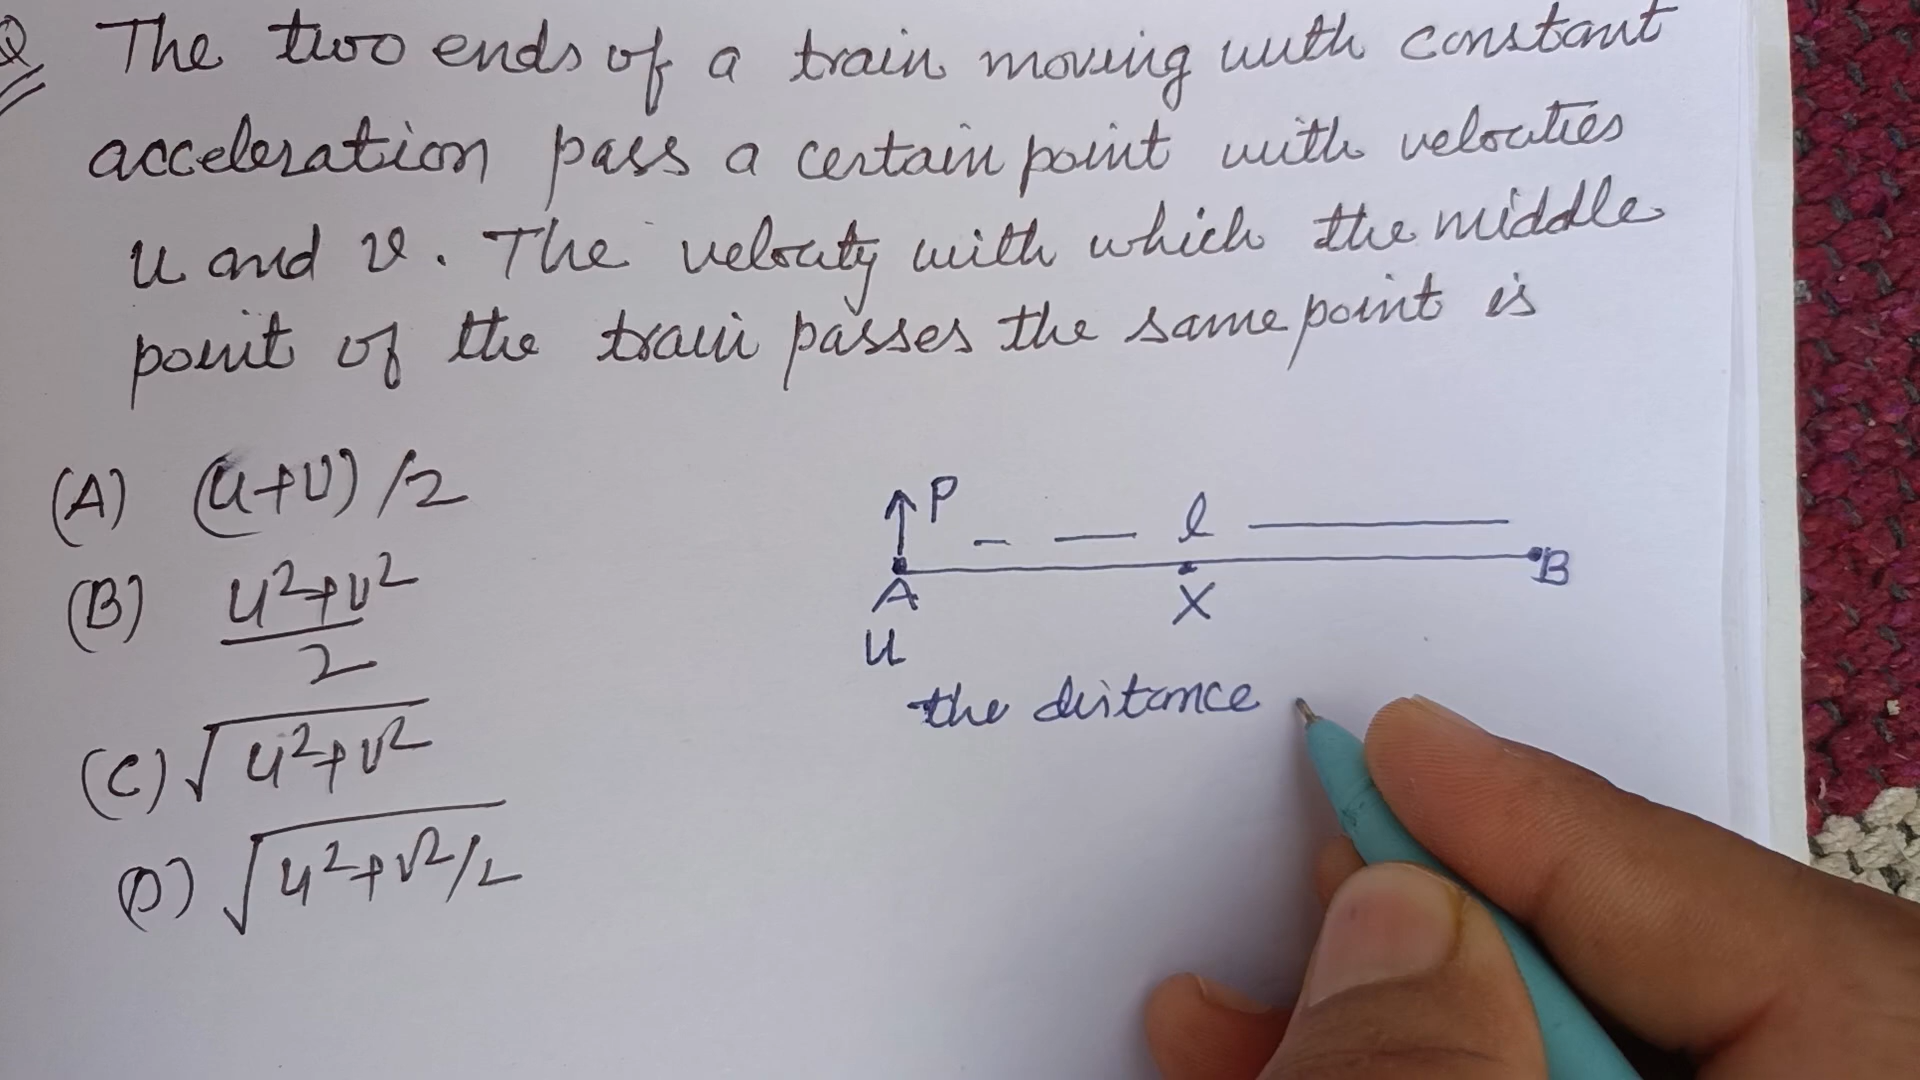 Q The two ends of a train moving with constant
acceleration pass a certain point with velocities
u and v. The velocity with which the middle
point of the train passes the same point is
(A) (u+v)/2
(B) u²+v²
2
(C) √u²+v²
(D) √u²+v²/2
P
l
A
X
B
u
the distance